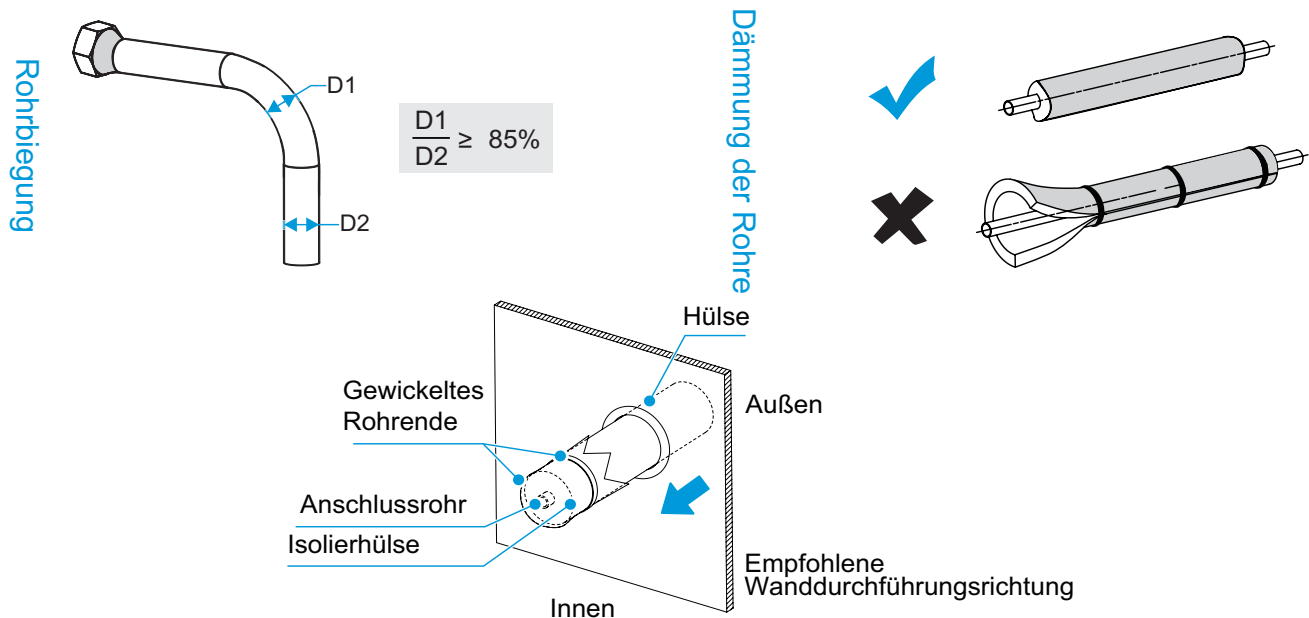 Rohrbiegung
D1
D1
D2
≥ 85%
D2
Dämmung der Rohre
Hülse
Gewickeltes
Rohrende
Außen
Anschlussrohr
Isolierhülse
Empfohlene
Wanddurchführungsrichtung
Innen